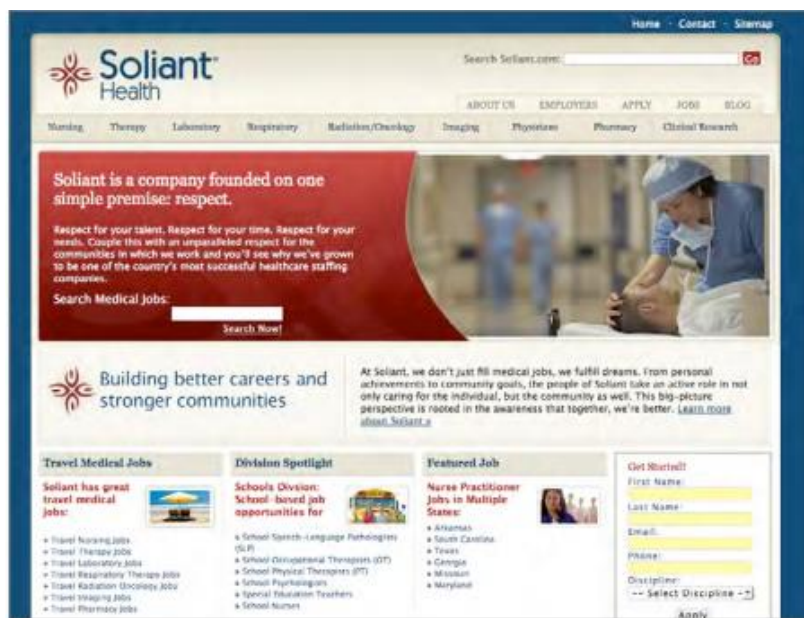 Home - Contact - Sitemap
Soliant
Health
Search Soliant.com:
Go
ABOUT US EMPLOYERS APPLY JOBS BLOG
Nursing Therapy Laboratory Respiratory Radiation/Oncology Imaging Physicians Pharmacy Clinical Research
Soliant is a company founded on one
simple premise: respect.
Respect for your talent. Respect for your time. Respect for your
needs. Couple this with an unparalleled respect for the
communities in which we work and you'll see why we've grown
to be one of the country's most successful healthcare staffing
companies.
Search Medical Jobs:
Search Now!
Building better careers and
stronger communities
At Soliant, we don't just fill medical jobs, we fulfill dreams. From personal
achievements to community goals, the people of Soliant take an active role in not
only caring for the individual, but the community as well. This big-picture
perspective is rooted in the awareness that together, we're better. Learn more
about Soliant »
Travel Medical Jobs
Soliant has great
travel medical
jobs:
» Travel Nursing Jobs
» Travel Therapy Jobs
» Travel Laboratory Jobs
» Travel Respiratory Therapy Jobs
» Travel Radiation Oncology Jobs
» Travel Imaging Jobs
» Travel Pharmacy Jobs
Division Spotlight
Schools Divsion:
School-based job
opportunities for
» School Speech-Language Pathologists
(SLP)
» School Occupational Therapists (OT)
» School Physical Therapists (PT)
» School Psychologists
» Special Education Teachers
» School Nurses
Featured Job
Nurse Practitioner
Jobs in Multiple
States:
» Arkansas
» South Carolina
» Texas
» Georgia
» Missouri
» Maryland
Get Started!
First Name:
Last Name:
Email:
Phone:
Discipline:
-- Select Discipline --
Apply